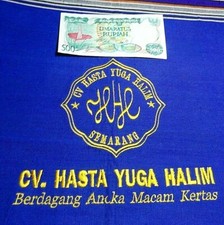 LIMARATUS
RUPIAH
500
CV HASTA YUGA HALIM
HYH
SEMARANG
CV. HASTA YUGA HALIM
Berdagang Aneka Macam Kertas